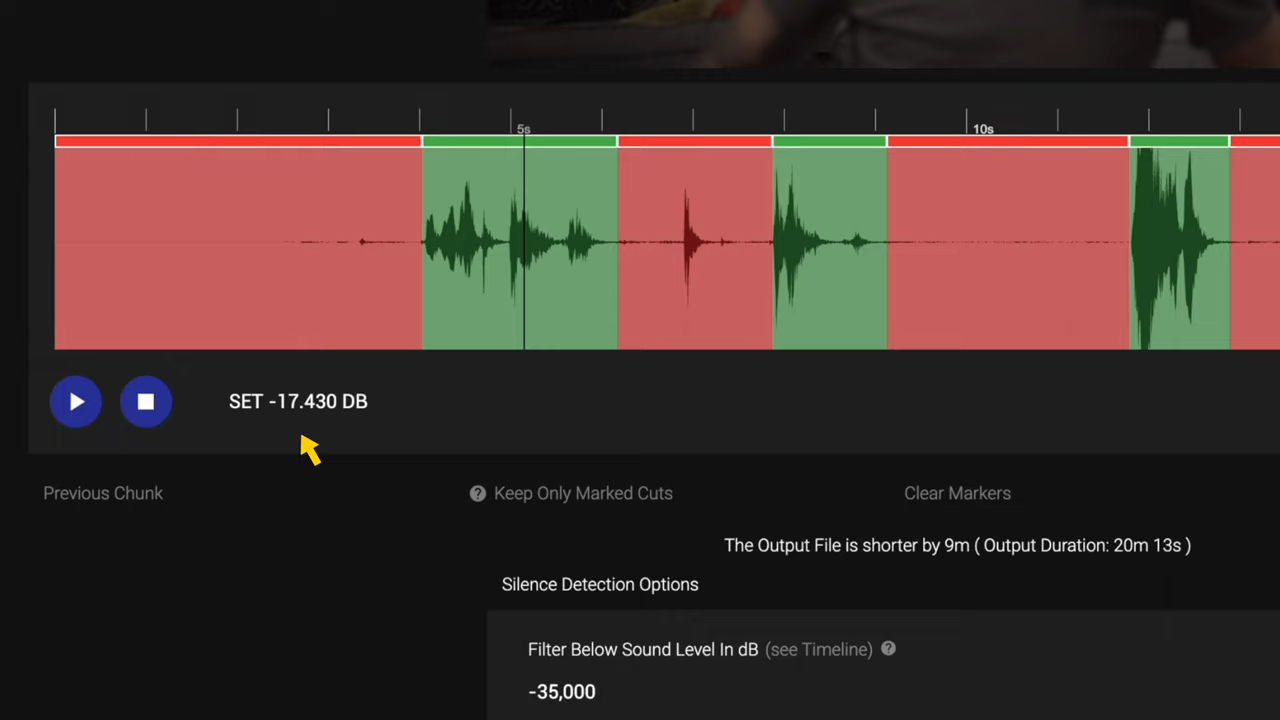 5s
10s
SET -17.430 DB
Previous Chunk
Keep Only Marked Cuts
Clear Markers
The Output File is shorter by 9m ( Output Duration: 20m 13s )
Silence Detection Options
Filter Below Sound Level In dB (see Timeline)
-35,000